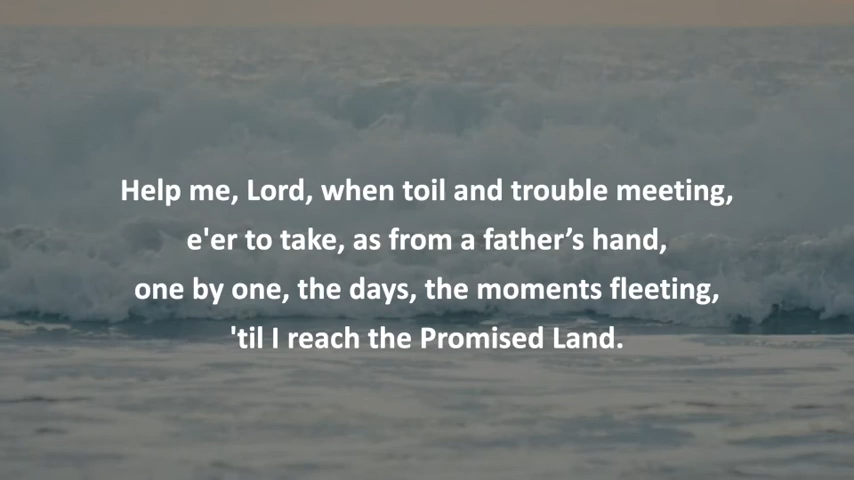 Help me, Lord, when toil and trouble meeting,
e'er to take, as from a father’s hand,
one by one, the days, the moments fleeting,
'til I reach the Promised Land.